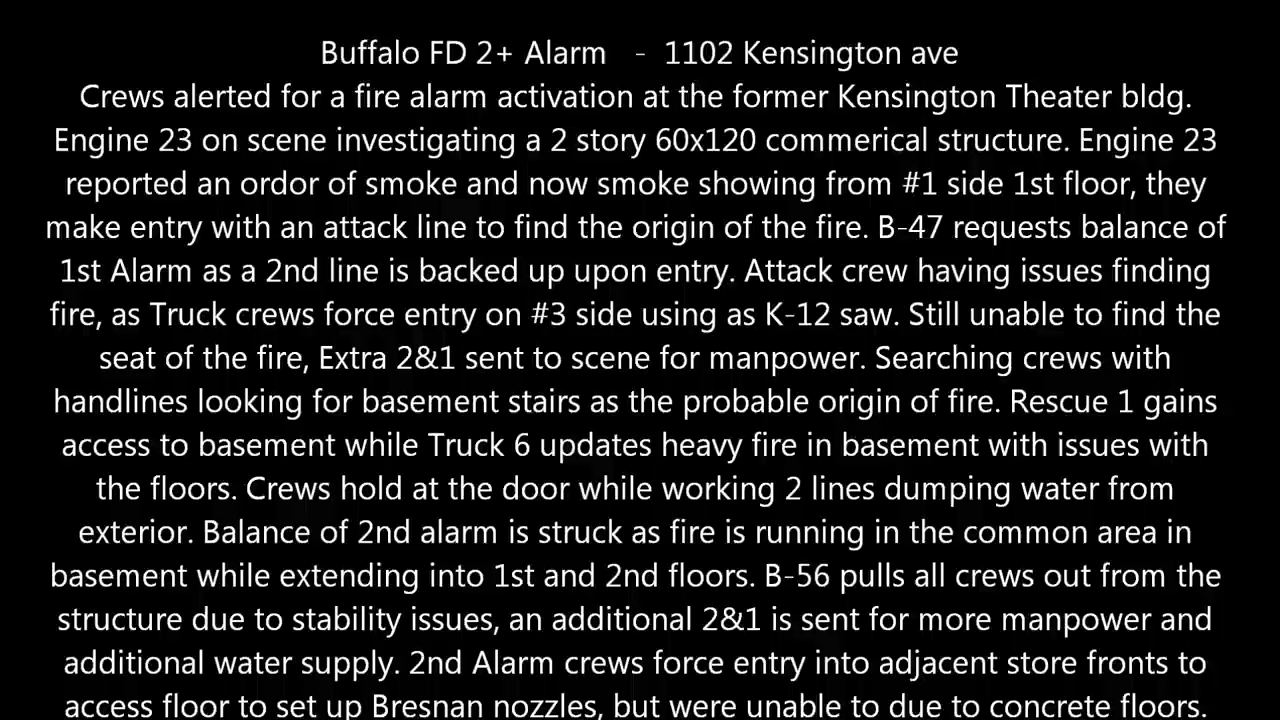 Buffalo FD 2+ Alarm - 1102 Kensington ave
Crews alerted for a fire alarm activation at the former Kensington Theater bldg.
Engine 23 on scene investigating a 2 story 60x120 commerical structure. Engine 23
reported an ordor of smoke and now smoke showing from #1 side 1st floor, they
make entry with an attack line to find the origin of the fire. B-47 requests balance of
1st Alarm as a 2nd line is backed up upon entry. Attack crew having issues finding
fire, as Truck crews force entry on #3 side using as K-12 saw. Still unable to find the
seat of the fire, Extra 2&1 sent to scene for manpower. Searching crews with
handlines looking for basement stairs as the probable origin of fire. Rescue 1 gains
access to basement while Truck 6 updates heavy fire in basement with issues with
the floors. Crews hold at the door while working 2 lines dumping water from
exterior. Balance of 2nd alarm is struck as fire is running in the common area in
basement while extending into 1st and 2nd floors. B-56 pulls all crews out from the
structure due to stability issues, an additional 2&1 is sent for more manpower and
additional water supply. 2nd Alarm crews force entry into adjacent store fronts to
access floor to set up Bresnan nozzles, but were unable to due to concrete floors.